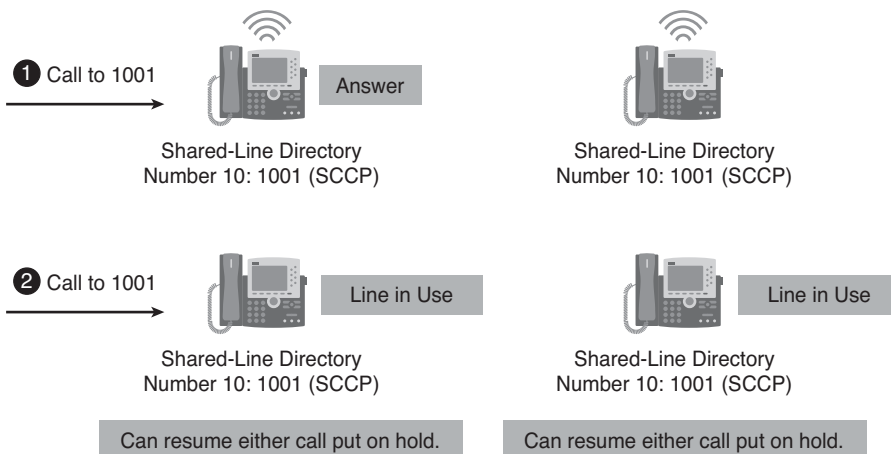 1 Call to 1001
Answer
Shared-Line Directory
Number 10: 1001 (SCCP)
Shared-Line Directory
Number 10: 1001 (SCCP)
2 Call to 1001
Line in Use
Line in Use
Shared-Line Directory
Number 10: 1001 (SCCP)
Shared-Line Directory
Number 10: 1001 (SCCP)
Can resume either call put on hold.
Can resume either call put on hold.